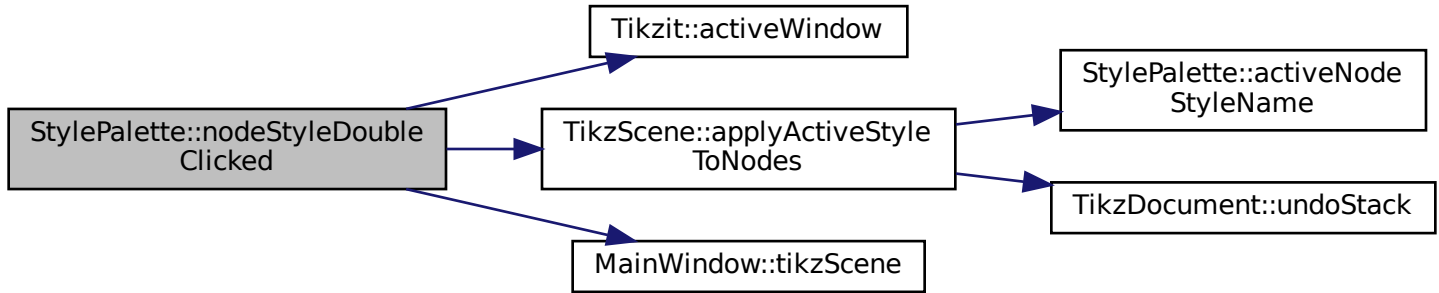 Tikzit::activeWindow
StylePalette::activeNode
StyleName
StylePalette::nodeStyleDouble
Clicked
TikzScene::applyActiveStyle
ToNodes
TikzDocument::undoStack
MainWindow::tikzScene